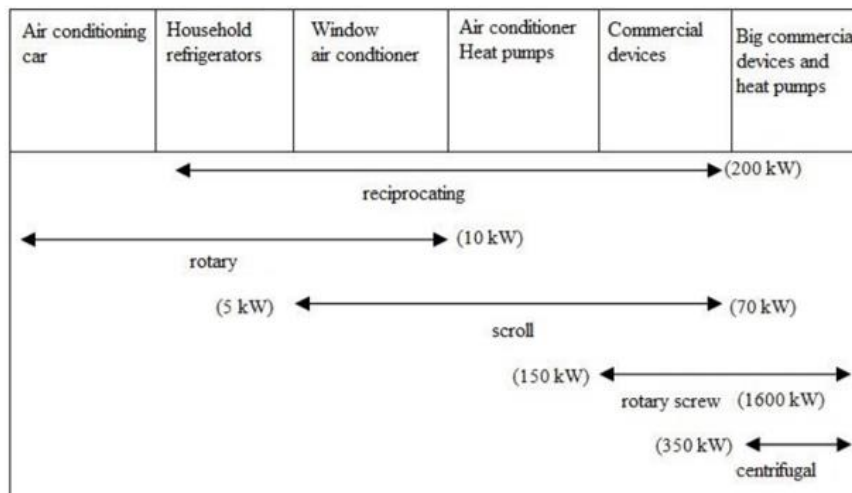 Air conditioning
car
Household
refrigerators
Window
air condtioner
Air conditioner
Heat pumps
Commercial
devices
Big commercia
devices and
heat pumps
(200 kW)
reciprocating
(10 kW)
rotary
(5 kW)
(70 kW)
scroll
(150 kW)
rotary screw (1600 kW)
(350 kW)
centrifugal